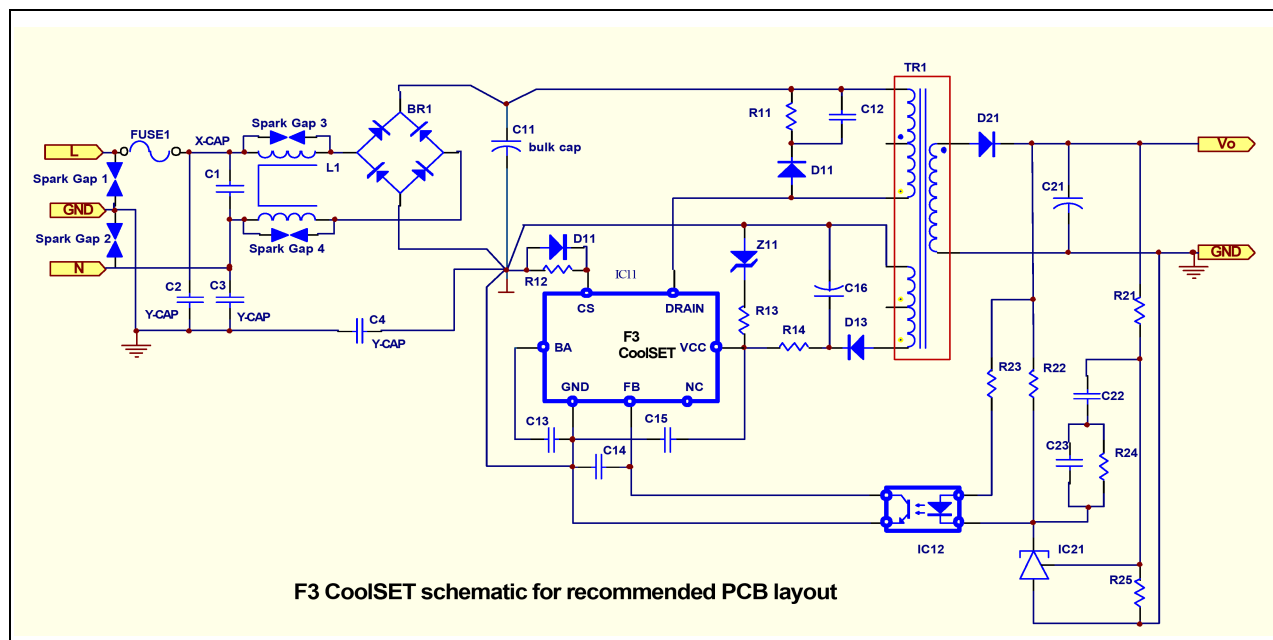 TR1
BR1
R11
C12
D21
Spark Gap 3
FUSE1
X-CAP
C11
bulk cap
L
Vo
L1
D11
Spark Gap 1
C1
C21
GND
Spark Gap 2
Spark Gap 4
D11
Z11
GND
N
R12
IC11
C16
C2
C3
CS
DRAIN
R13
R21
Y-CAP
Y-CAP
C4
Y-CAP
F3
CoolSET
R14
D13
BA
VCC
R23
R22
GND
FB
NC
C22
C13
C15
C14
C23
R24
IC12
IC21
R25
F3 CoolSET schematic for recommended PCB layout